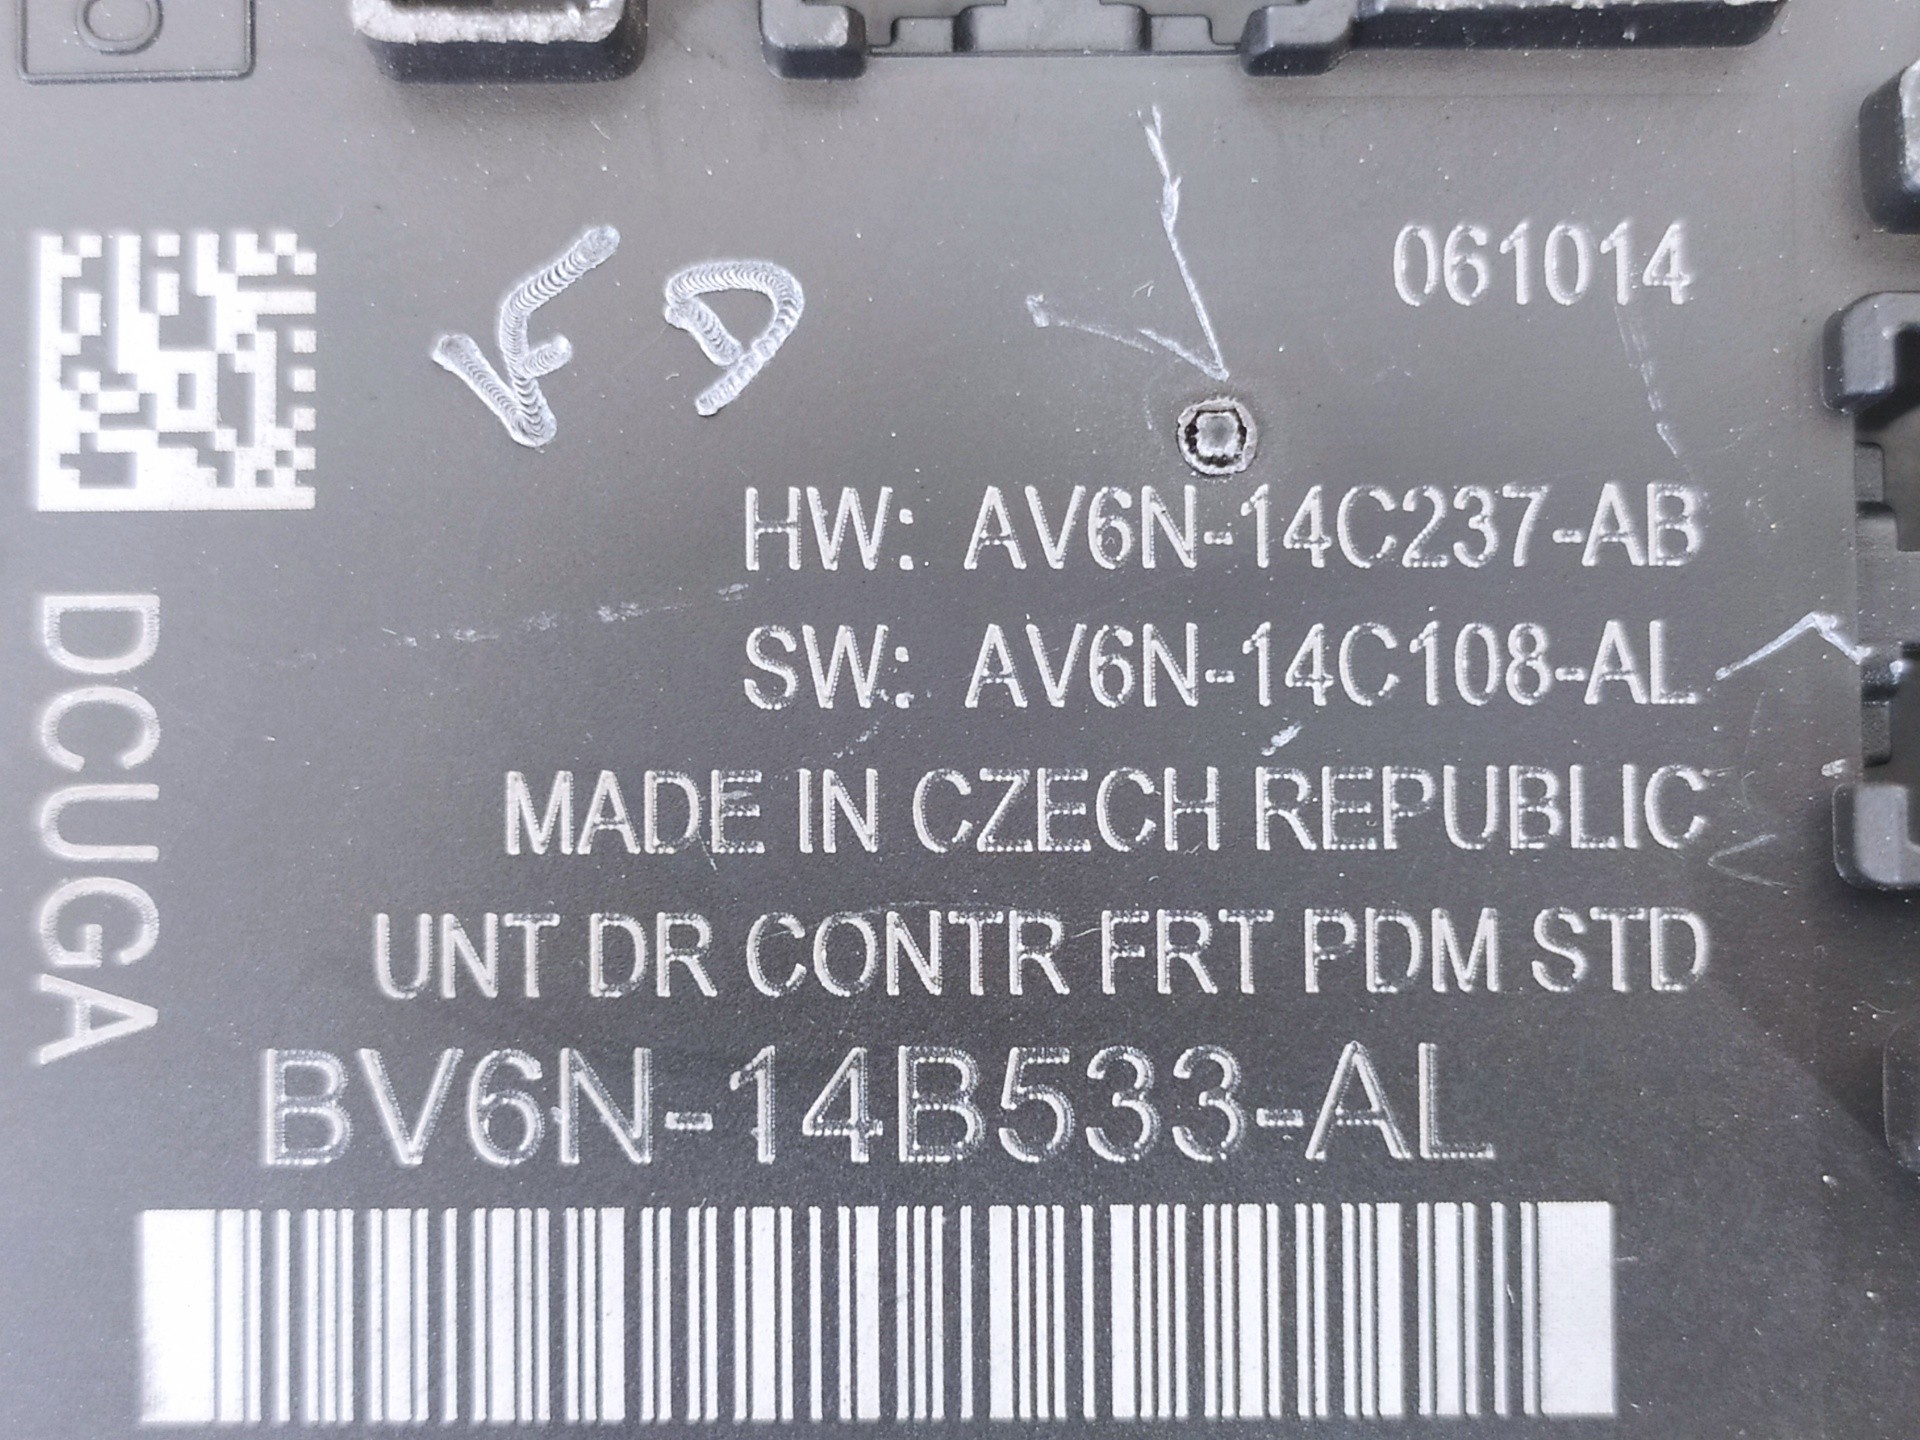 061014
HW: AV6N-14C237-AB
SW: AV6N-14C108-AL
MADE IN CZECH REPUBLIC
UNT DR CONTR FRT PDM STD
BV6N-14B533-AL
DCUGA